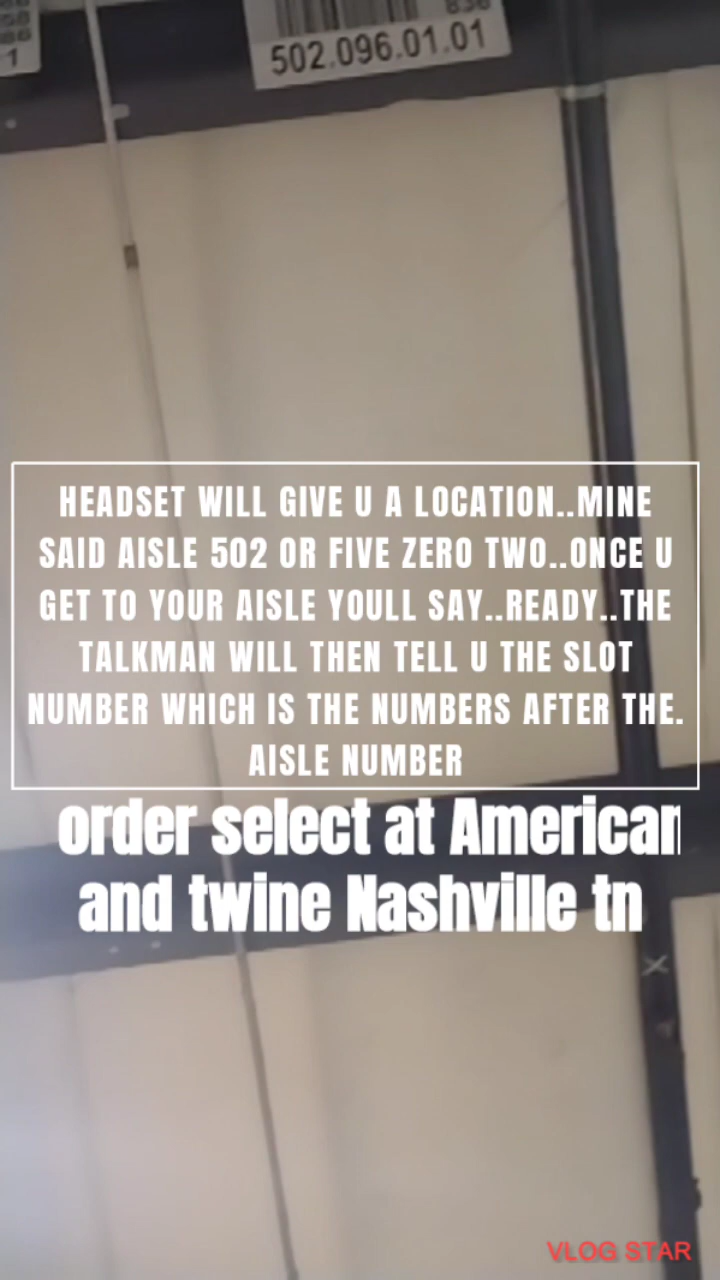 836
502.096.01.01
1
HEADSET WILL GIVE U A LOCATION..MINE
SAID AISLE 502 OR FIVE ZERO TWO..ONCE U
GET TO YOUR AISLE YOULL SAY..READY..THE
TALKMAN WILL THEN TELL U THE SLOT
NUMBER WHICH IS THE NUMBERS AFTER THE.
AISLE NUMBER
order select at American
and twine Nashville tn
VLOG STAR